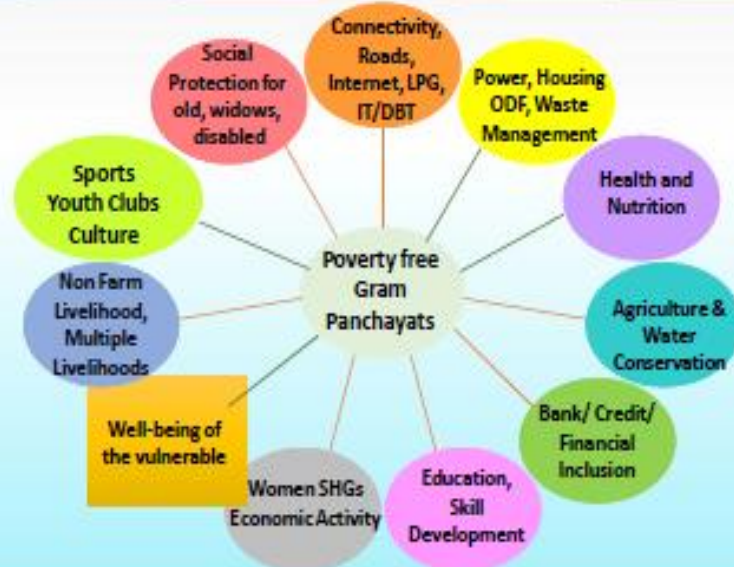 Connectivity,
Roads,
Internet, LPG,
IT/DBT
Power, Housing
ODF, Waste
Management
Health and
Nutrition
Agriculture &
Water
Conservation
Bank/ Credit/
Financial
Inclusion
Education,
Skill
Development
Women SHGs
Economic Activity
Well-being of
the vulnerable
Non Farm
Livelihood,
Multiple
Livelihoods
Sports
Youth Clubs
Culture
Social
Protection for
old, widows,
disabled
Poverty free
Gram
Panchayats